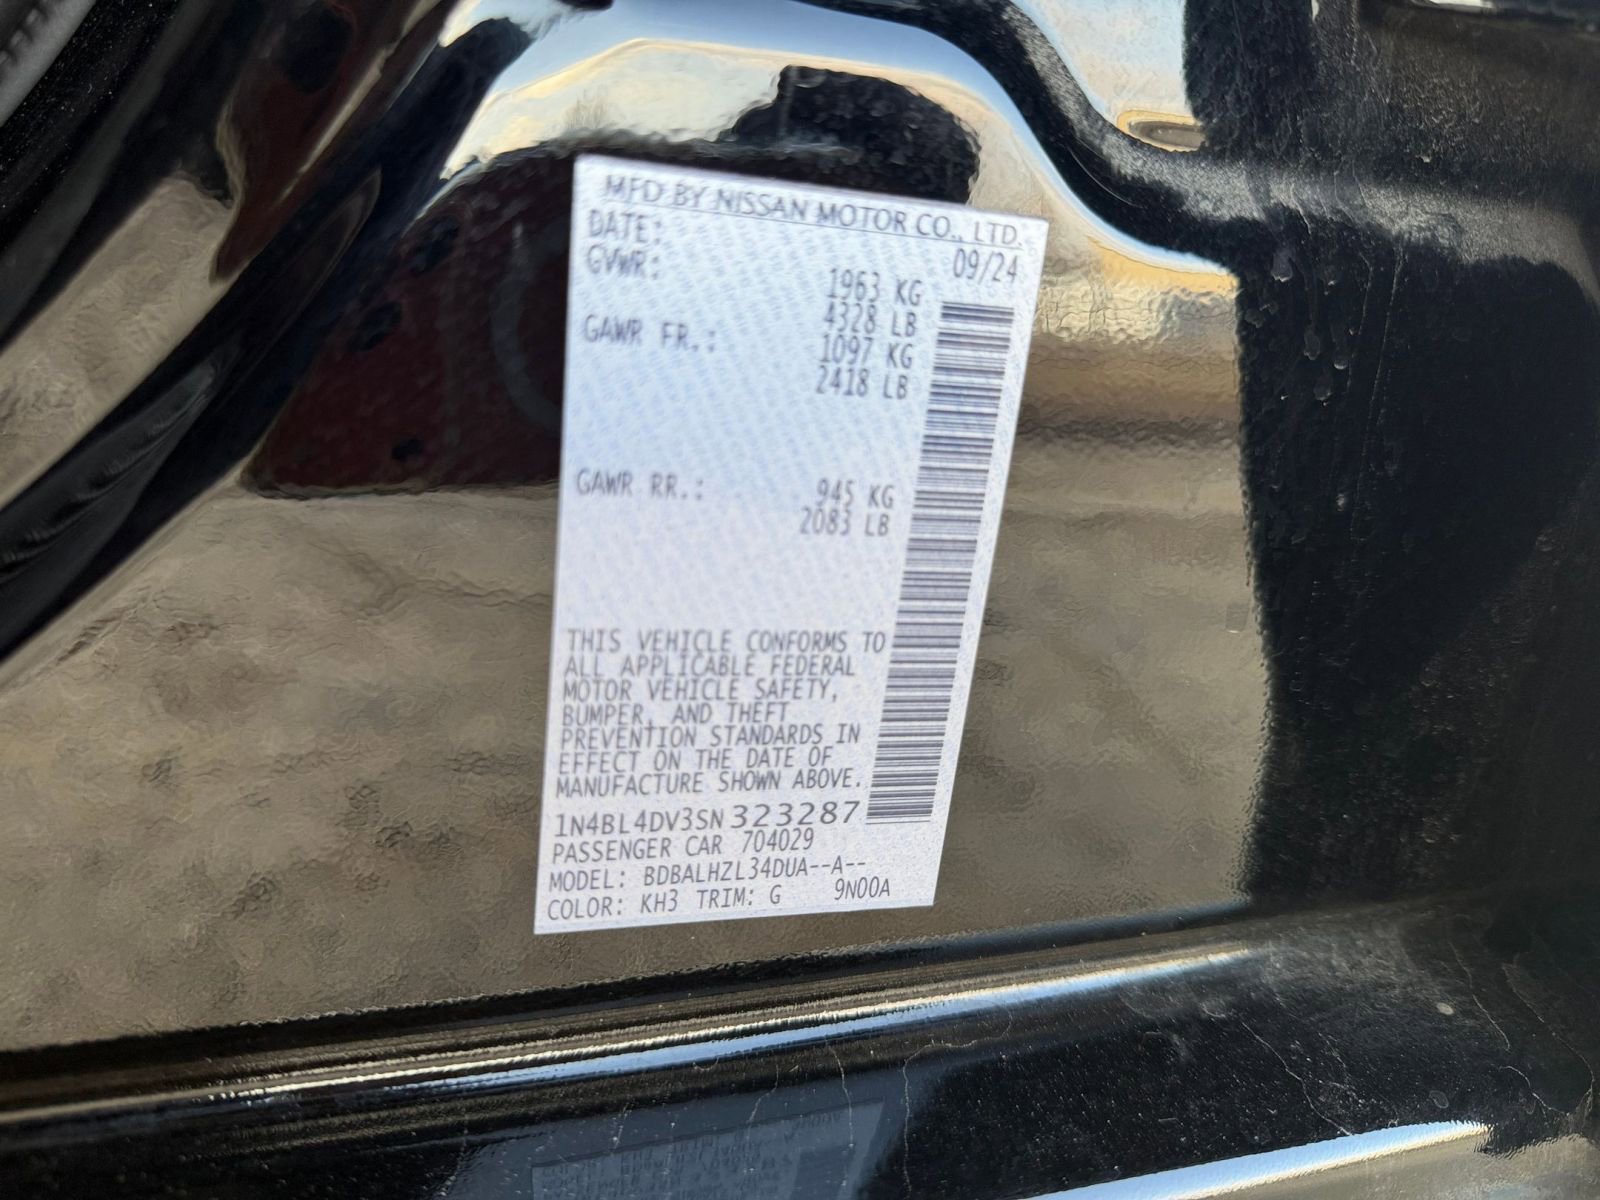 MFD BY NISSAN MOTOR CO., LTD.
DATE: 09/24
GVWR: 1963 KG
4328 LB
GAWR FR.: 1097 KG
2418 LB
GAWR RR.: 945 KG
2083 LB
THIS VEHICLE CONFORMS TO
ALL APPLICABLE FEDERAL
MOTOR VEHICLE SAFETY,
BUMPER, AND THEFT
PREVENTION STANDARDS IN
EFFECT ON THE DATE OF
MANUFACTURE SHOWN ABOVE.
1N4BL4DV3SN323287
PASSENGER CAR 704029
MODEL: BDBALHZL34DUA--A--
COLOR: KH3 TRIM: G 9N00A